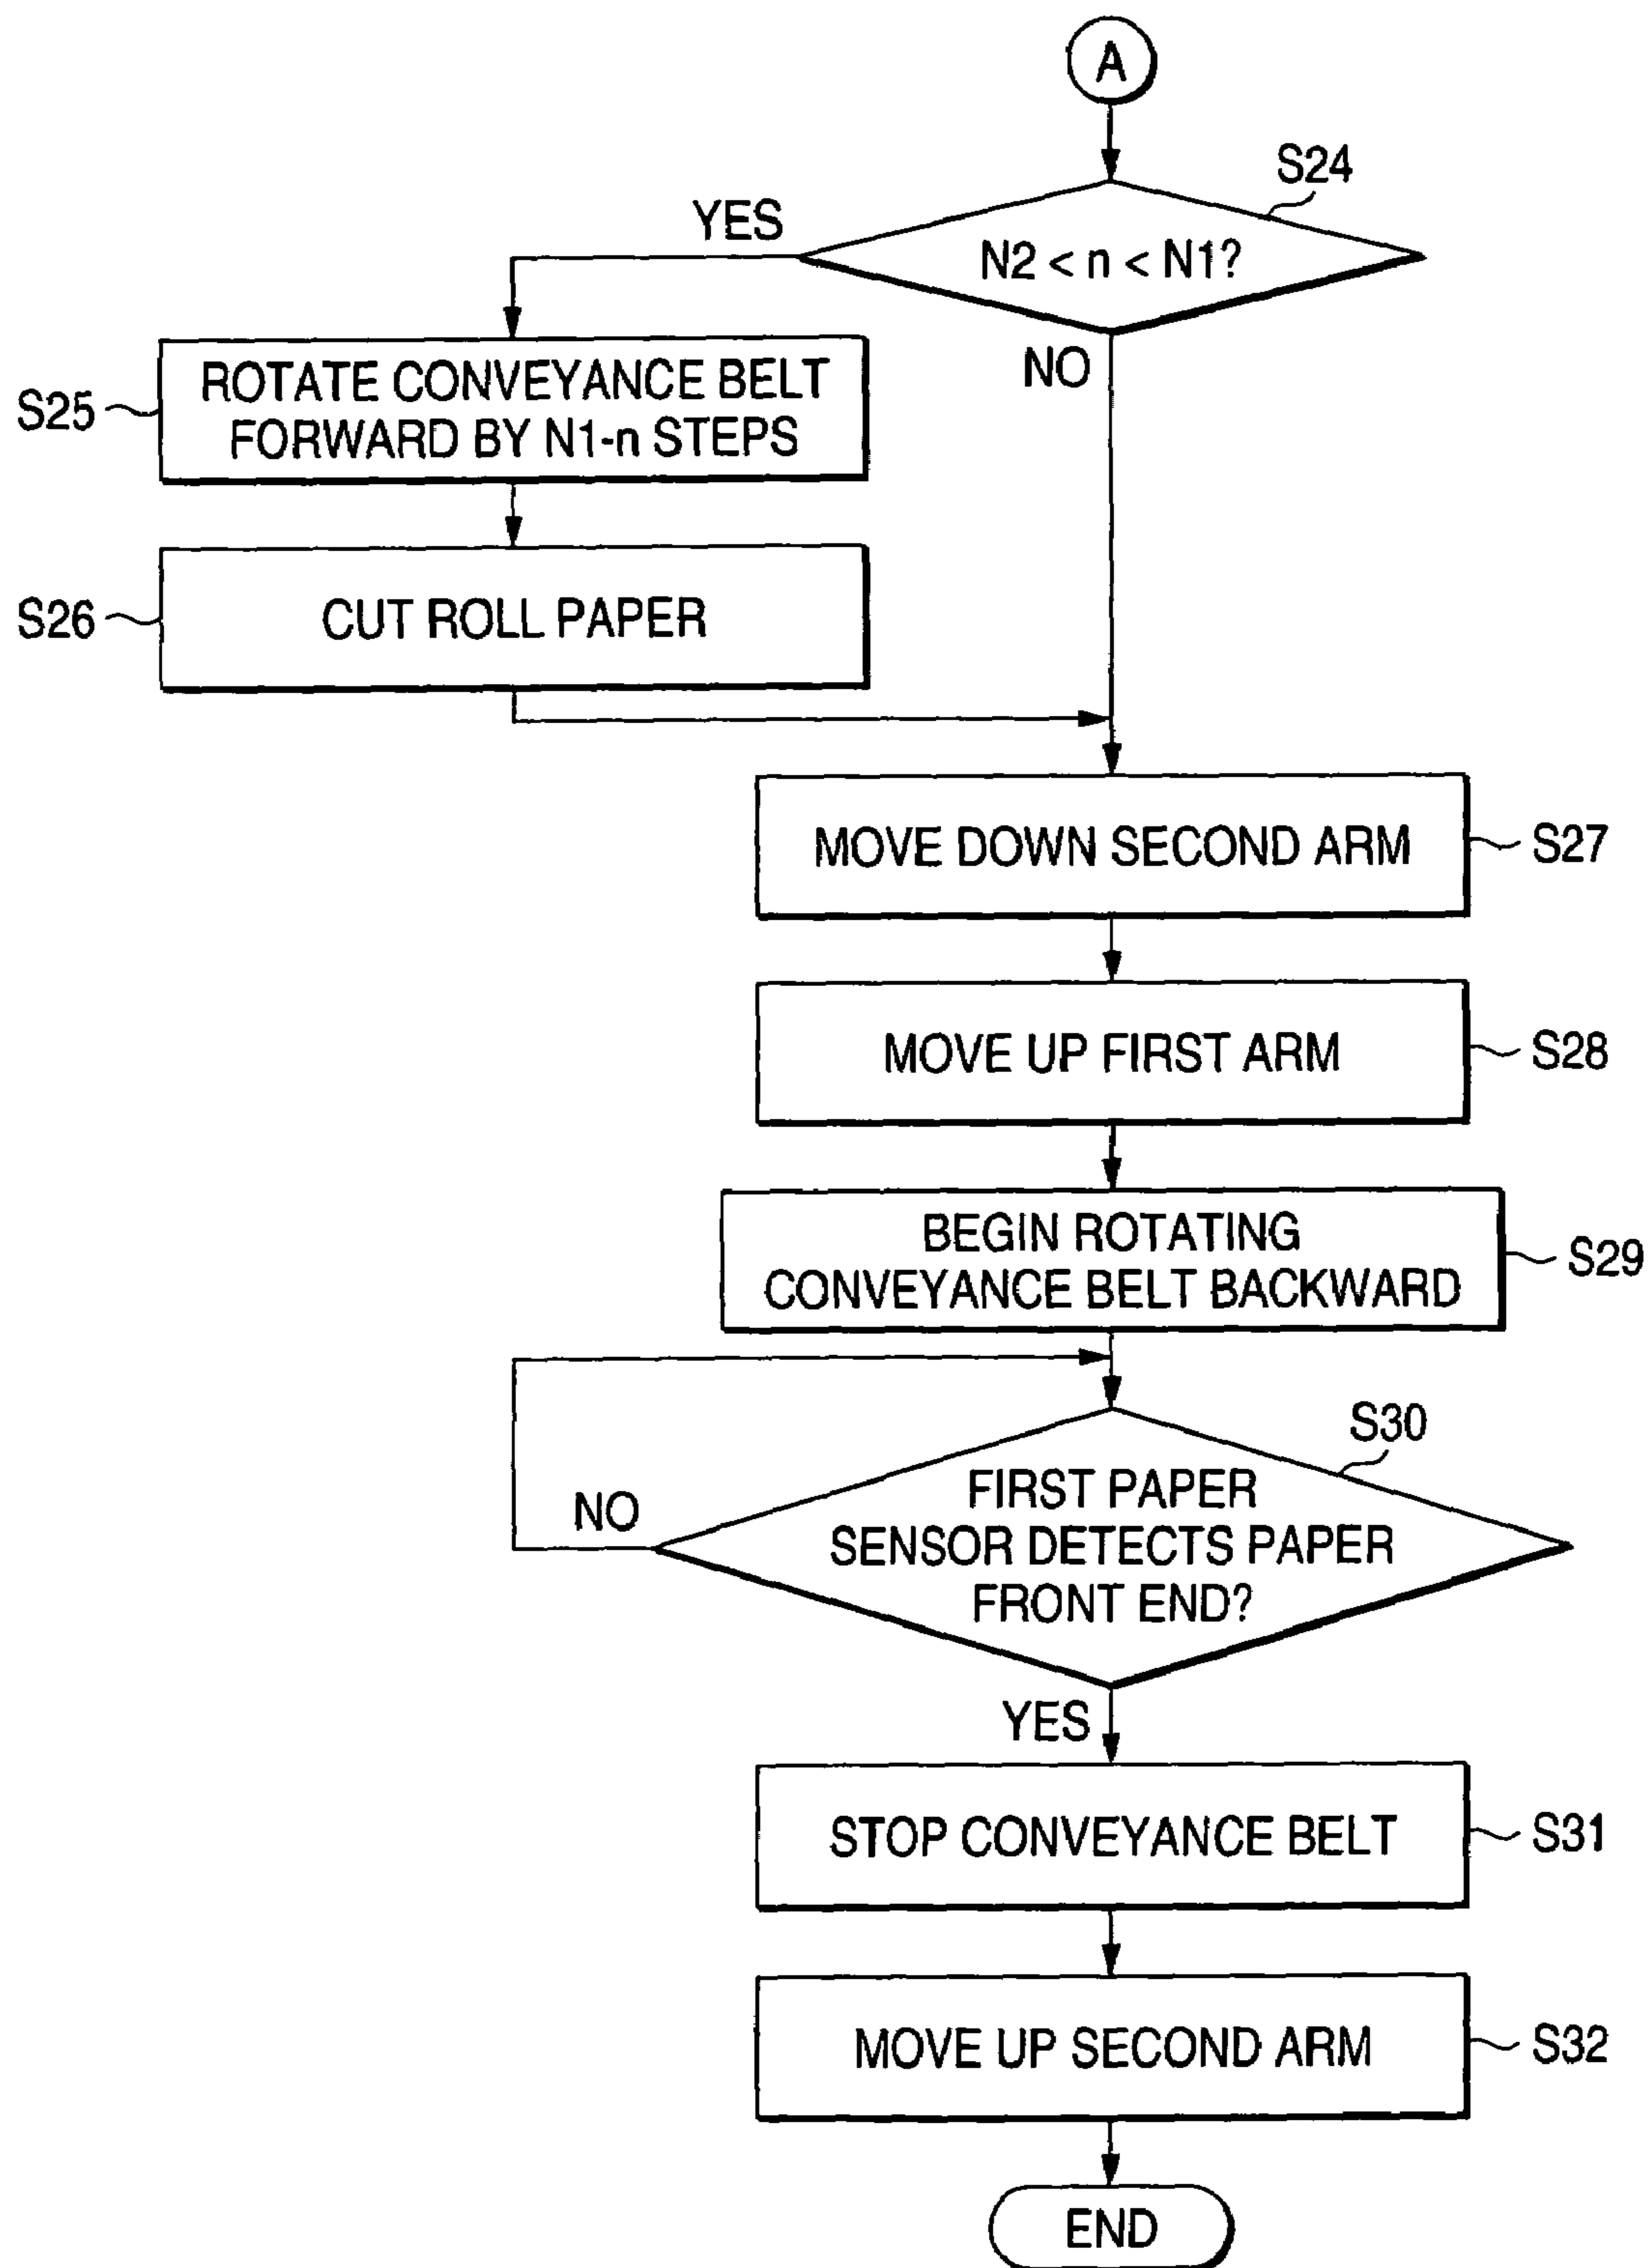 A
S24
YES
N2 < n < N1?
NO
S25
ROTATE CONVEYANCE BELT
FORWARD BY N1-n STEPS
S26
CUT ROLL PAPER
MOVE DOWN SECOND ARM
S27
MOVE UP FIRST ARM
S28
BEGIN ROTATING
CONVEYANCE BELT BACKWARD
S29
S30
NO
FIRST PAPER
SENSOR DETECTS PAPER
FRONT END?
YES
STOP CONVEYANCE BELT
S31
MOVE UP SECOND ARM
S32
END